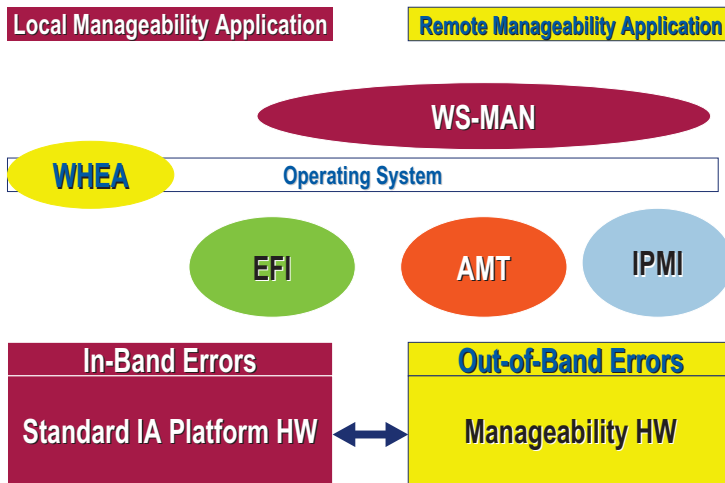 Local Manageability Application
Remote Manageability Application
WS-MAN
WHEA
Operating System
EFI
AMT
IPMI
In-Band Errors
Out-of-Band Errors
Standard IA Platform HW
Manageability HW